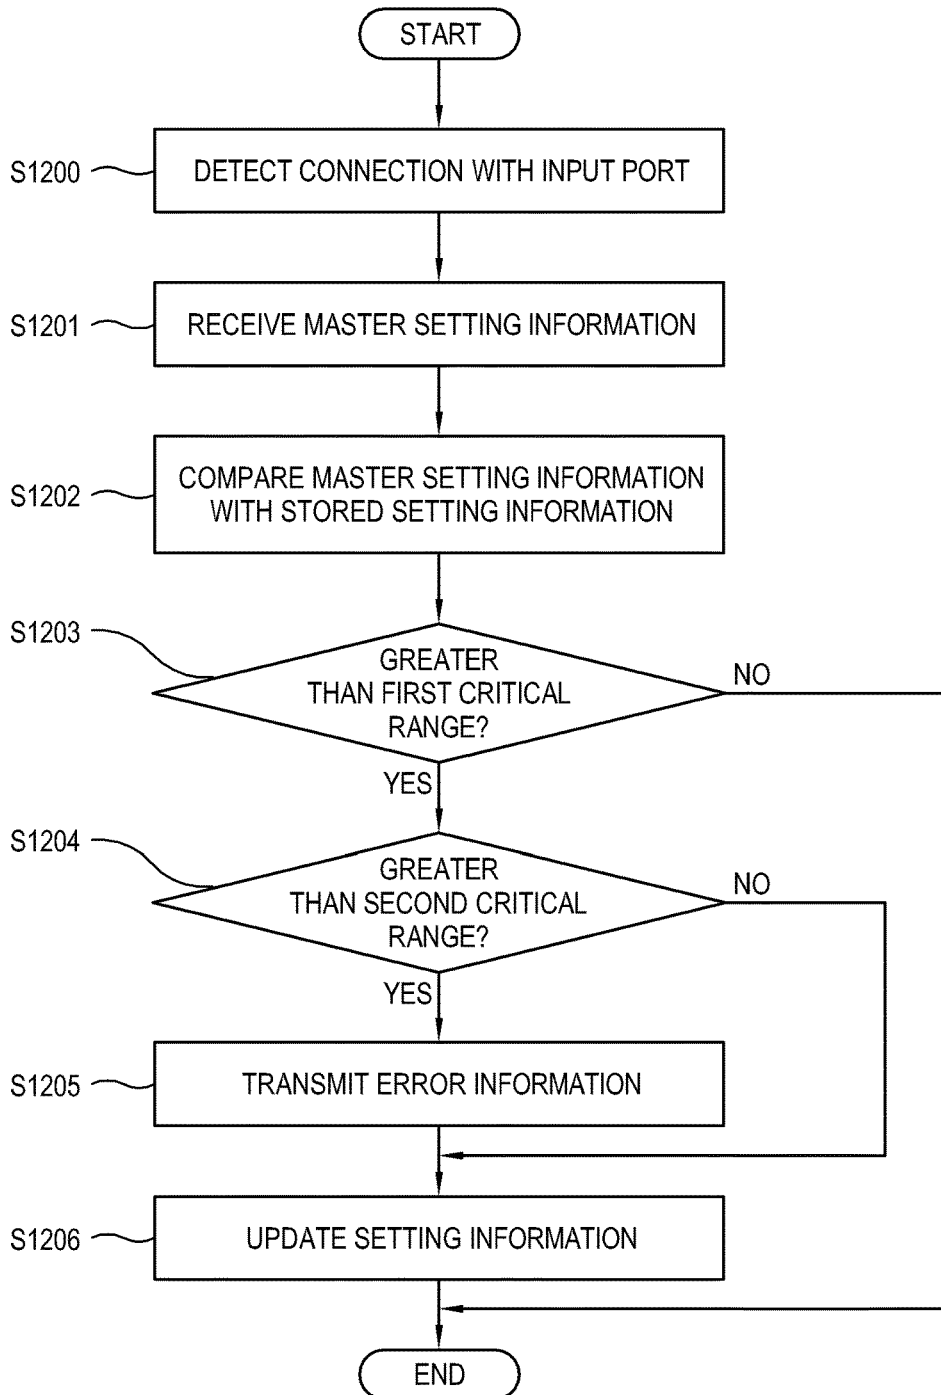 START
S1200
DETECT CONNECTION WITH INPUT PORT
S1201
RECEIVE MASTER SETTING INFORMATION
S1202
COMPARE MASTER SETTING INFORMATION
WITH STORED SETTING INFORMATION
S1203
GREATER
THAN FIRST CRITICAL
RANGE?
NO
YES
S1204
GREATER
THAN SECOND CRITICAL
RANGE?
NO
YES
S1205
TRANSMIT ERROR INFORMATION
S1206
UPDATE SETTING INFORMATION
END